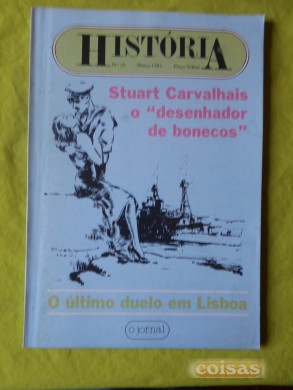 HISTÓRIA
Stuart Carvalhais
o "desenhador
de bonecos"
O último duelo em Lisboa
o jornal
coisas